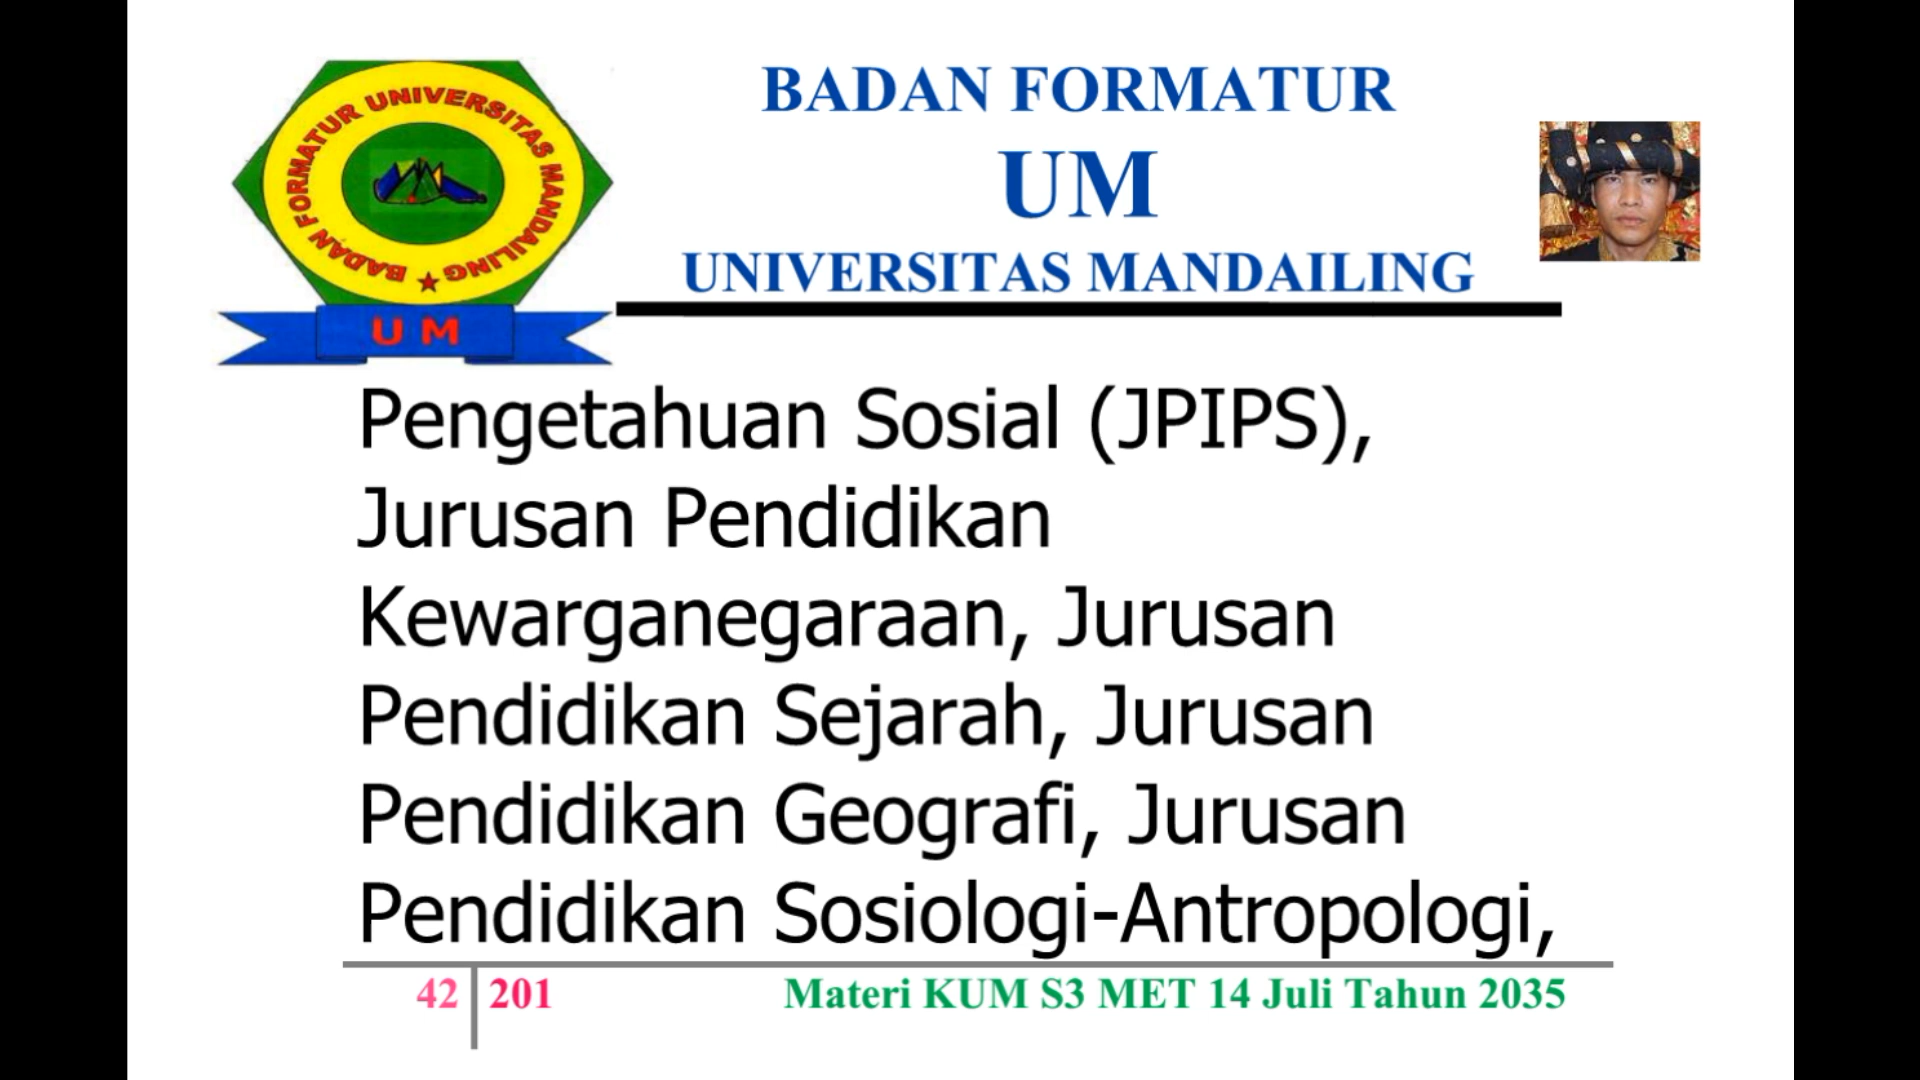 BADAN FORMATUR UNIVERSITAS MANDAILING
U M
BADAN FORMATUR
UM
UNIVERSITAS MANDAILING
Pengetahuan Sosial (JPIPS),
Jurusan Pendidikan
Kewarganegaraan, Jurusan
Pendidikan Sejarah, Jurusan
Pendidikan Geografi, Jurusan
Pendidikan Sosiologi-Antropologi,
42 201 Materi KUM S3 MET 14 Juli Tahun 2035